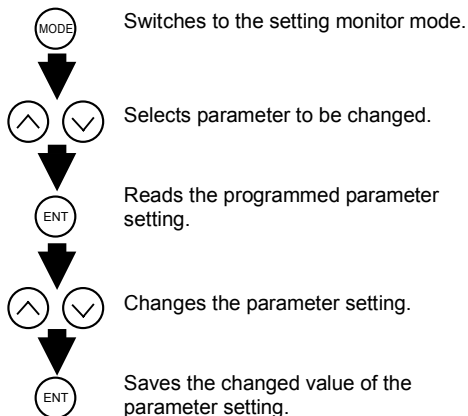 MODE
Switches to the setting monitor mode.
Selects parameter to be changed.
ENT
Reads the programmed parameter
setting.
Changes the parameter setting.
ENT
Saves the changed value of the
parameter setting.